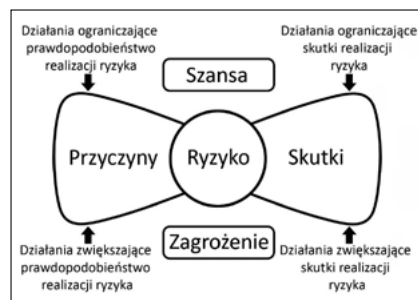 Działania ograniczające
prawdopodobieństwo
realizacji ryzyka
Działania ograniczające
skutki realizacji
ryzyka
Szansa
Przyczyny
Ryzyko
Skutki
Zagrożenie
Działania zwiększające
prawdopodobieństwo
realizacji ryzyka
Działania zwiększające
skutki realizacji
ryzyka